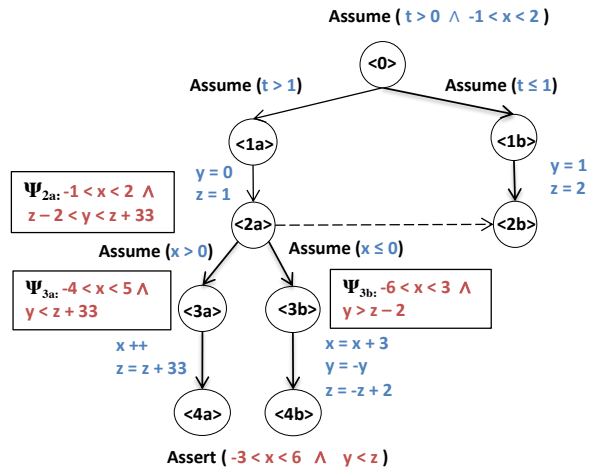 Assume ( t > 0 ∧ -1 < x < 2 )
<0>
Assume (t > 1 )
Assume (t ≤ 1 )
<1a>
<1b>
y = 0
z = 1
y = 1
z = 2
Ψ2a: -1 < x < 2 ∧
z – 2 < y < z + 33
<2a>
<2b>
Assume (x > 0)
Assume (x ≤ 0)
Ψ3a: -4 < x < 5 ∧
y < z + 33
<3a>
<3b>
Ψ3b: -6 < x < 3 ∧
y > z – 2
x ++
z = z + 33
x = x + 3
y = -y
z = -z + 2
<4a>
<4b>
Assert ( -3 < x < 6 ∧ y < z )